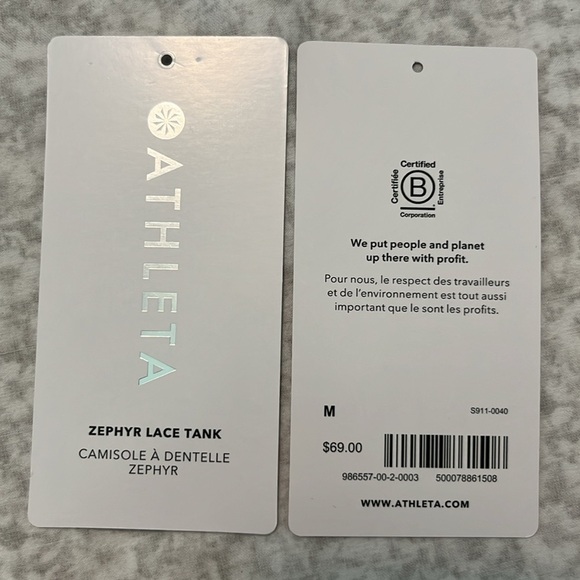 ATHLETA
ZEPHYR LACE TANK
CAMISOLE À DENTELLE
ZEPHYR
Certified
Certifiée
B
Entreprise
Corporation
We put people and planet
up there with profit.
Pour nous, le respect des travailleurs
et de l'environnement est tout aussi
important que le sont les profits.
M
S911-0040
$69.00
986557-00-2-0003 500078861508
WWW.ATHLETA.COM